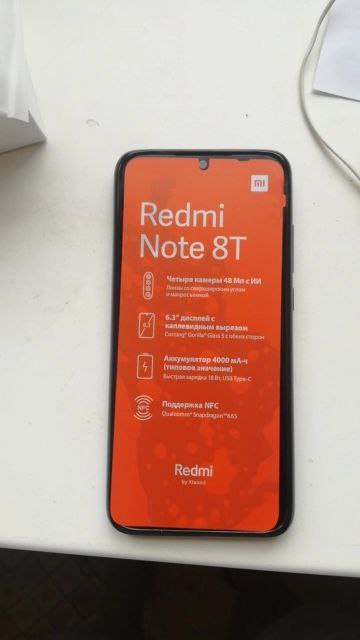 mi
Redmi
Note 8T
Четыре камеры 48 Мп с ИИ
Линзы со сверхшироким углом
и макросъемкой
6.3
6.3" дисплей с
каплевидным вырезом
Corning® Gorilla® Glass 5 с обеих сторон
Аккумулятор 4000 мА·ч
(типовое значение)
Быстрая зарядка 18 Вт, USB Type-C
NFC
Поддержка NFC
Qualcomm® Snapdragon™ 665
Redmi
by Xiaomi